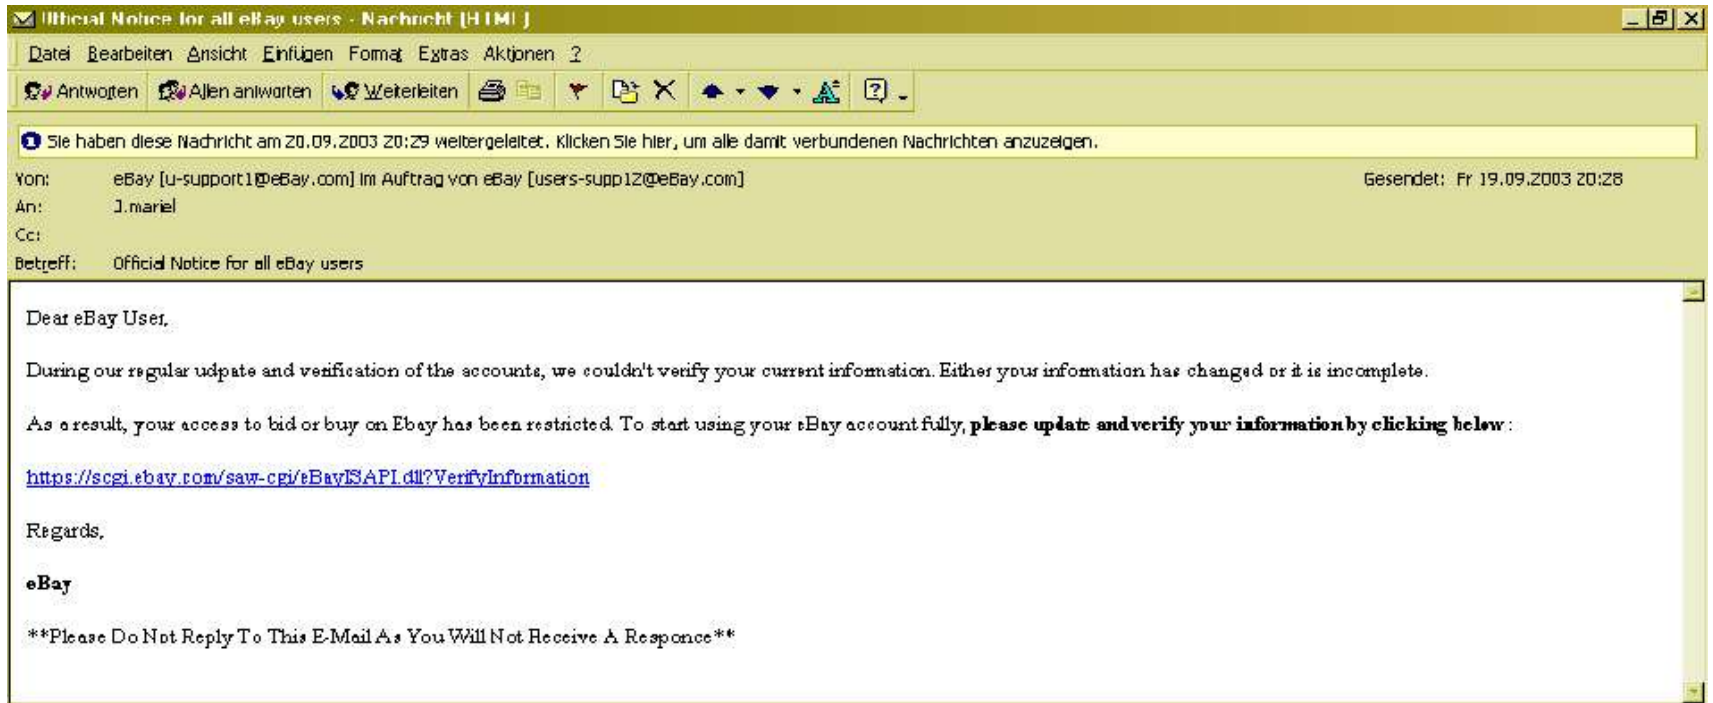 Official Notice for all eBay users - Nachricht (HTML)
Datei Bearbeiten Ansicht Einfügen Format Extras Aktionen ?
Antworten Allen antworten Weiterleiten
Sie haben diese Nachricht am 20.09.2003 20:29 weitergeleitet. Klicken Sie hier, um alle damit verbundenen Nachrichten anzuzeigen.
Von: eBay [u-support1@eBay.com] im Auftrag von eBay [users-supp12@eBay.com] Gesendet: Fr 19.09.2003 20:28
An: J.mariel
Cc:
Betreff: Official Notice for all eBay users
Dear eBay User,
During our regular udpate and verification of the accounts, we couldn't verify your current information. Either your information has changed or it is incomplete.
As a result, your access to bid or buy on Ebay has been restricted. To start using your eBay account fully, please update and verify your information by clicking below :
https://scgi.ebay.com/saw-cgi/eBayISAPI.dll?VerifyInformation
Regards,
eBay
**Please Do Not Reply To This E-Mail As You Will Not Receive A Responce**